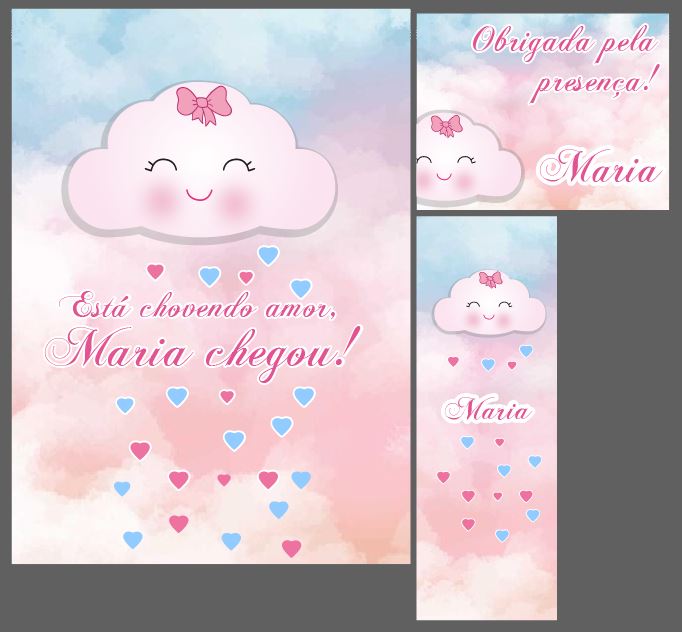 Está chovendo amor,
Maria chegou!
Obrigada pela
presença!
Maria
Maria